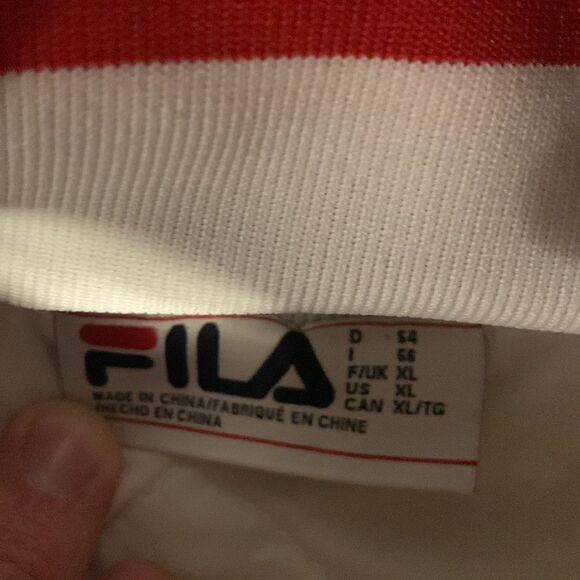 FILA
D 54
I 56
F/UK XL
US XL
CAN XL/TG
MADE IN CHINA/FABRIQUÉ EN CHINE
HECHO EN CHINA